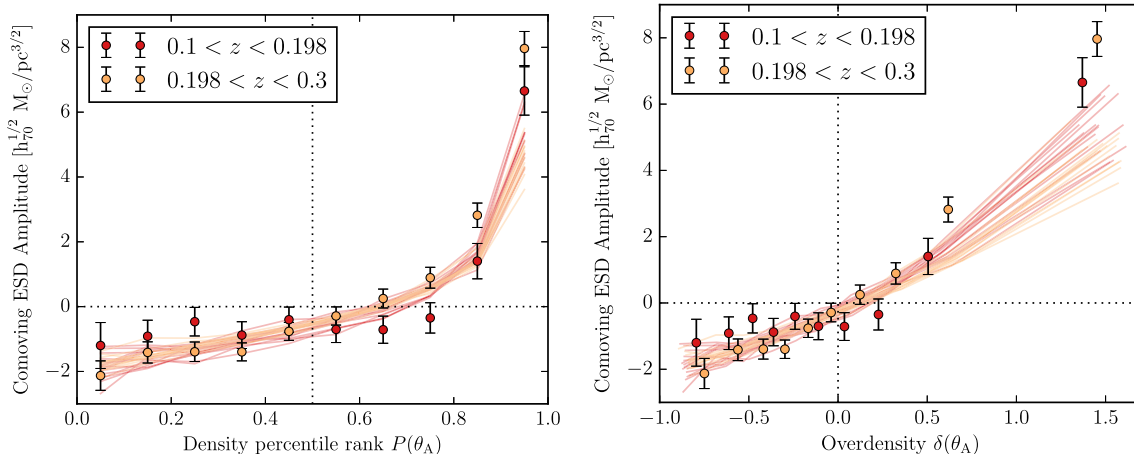 Comoving ESD Amplitude [h₇₀^{1/2} M⊙/pc^{3/2}]
8
6
4
2
0
−2
0.1 < z < 0.198
0.198 < z < 0.3
0.0 0.2 0.4 0.6 0.8 1.0
Density percentile rank P(θ_A)
Comoving ESD Amplitude [h₇₀^{1/2} M⊙/pc^{3/2}]
8
6
4
2
0
−2
0.1 < z < 0.198
0.198 < z < 0.3
−1.0 −0.5 0.0 0.5 1.0 1.5
Overdensity δ(θ_A)